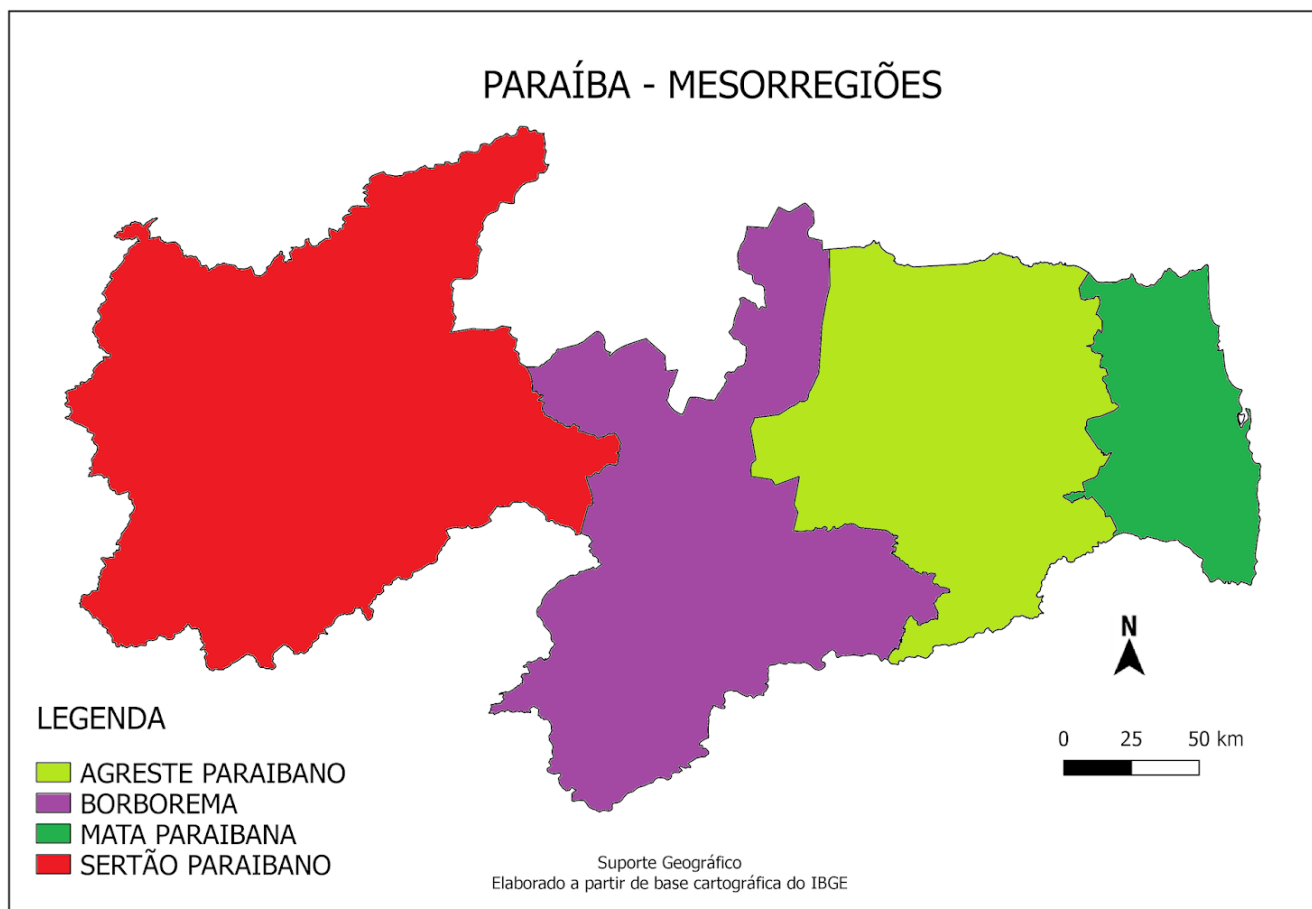 PARAÍBA - MESORREGIÕES
N
0 25 50 km
LEGENDA
AGRESTE PARAIBANO
BORBOREMA
MATA PARAIBANA
SERTÃO PARAIBANO
Suporte Geográfico
Elaborado a partir de base cartográfica do IBGE